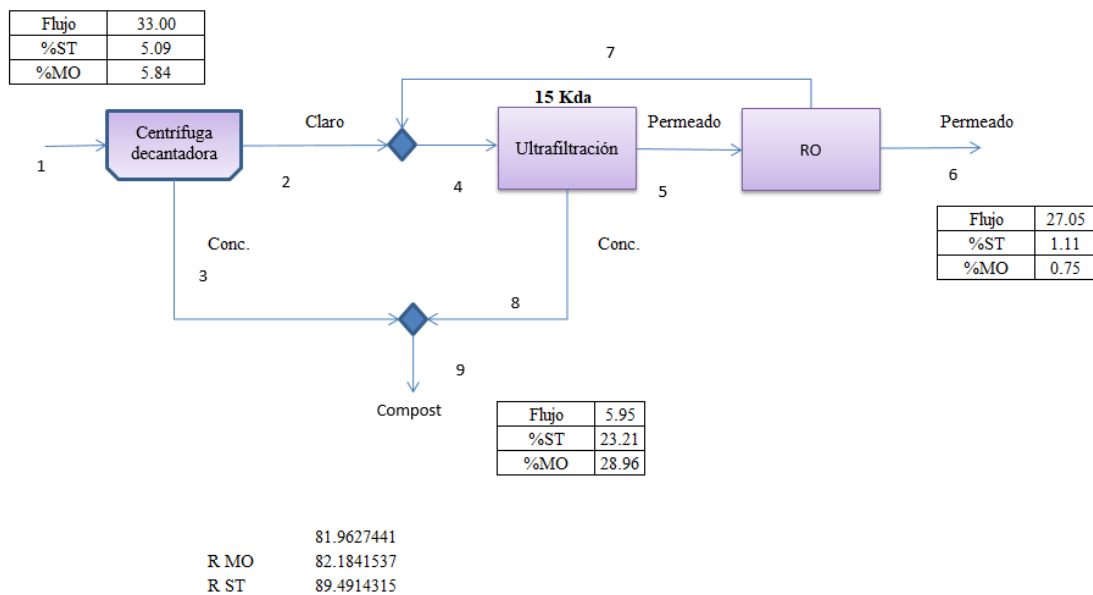 Flujo 33.00
%ST 5.09
%MO 5.84
7
15 Kda
Centrífuga
decantadora
Claro
Ultrafiltración
Permeado
RO
Permeado
1
2
4
5
6
Flujo 27.05
%ST 1.11
%MO 0.75
Conc.
Conc.
3
8
9
Compost
Flujo 5.95
%ST 23.21
%MO 28.96
81.9627441
R MO 82.1841537
R ST 89.4914315